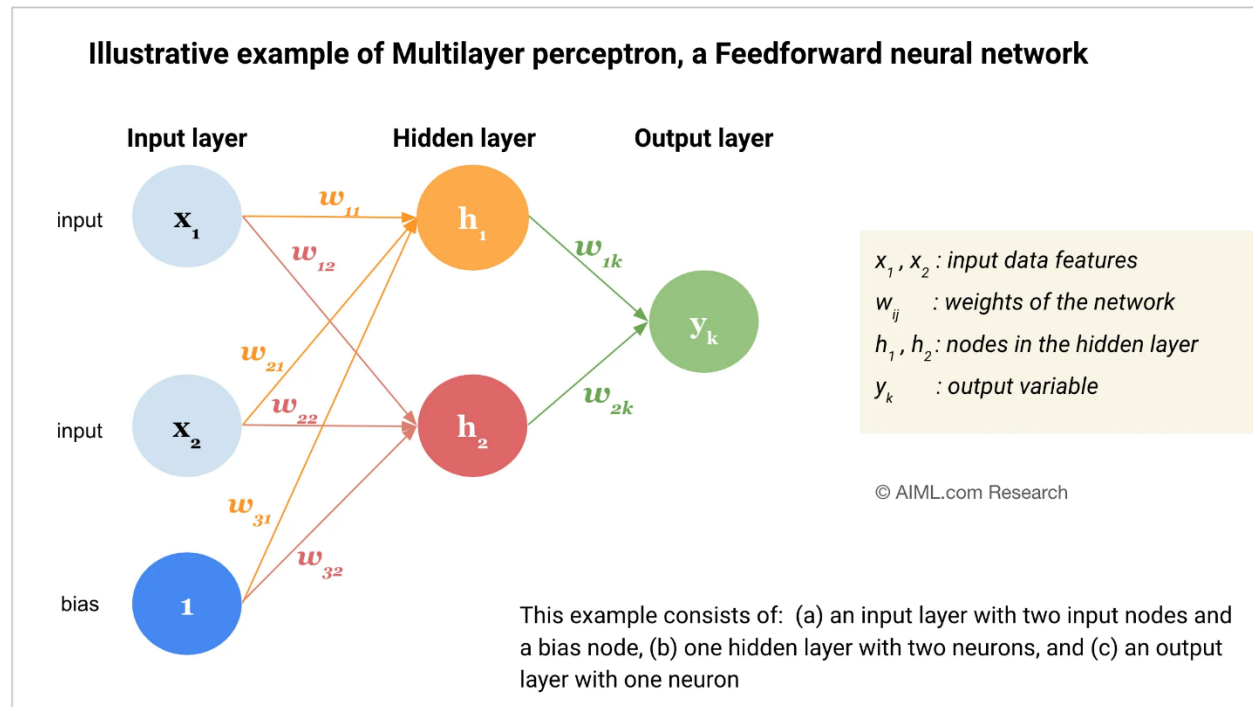 Illustrative example of Multilayer perceptron, a Feedforward neural network
Input layer
Hidden layer
Output layer
input
x₁
w₁₁
h₁
w₁₂
w₁ₖ
yₖ
w₂₁
input
x₂
w₂₂
h₂
w₂ₖ
w₃₁
w₃₂
bias
1
x₁ , x₂ : input data features
wᵢⱼ : weights of the network
h₁ , h₂ : nodes in the hidden layer
yₖ : output variable
© AIML.com Research
This example consists of: (a) an input layer with two input nodes and
a bias node, (b) one hidden layer with two neurons, and (c) an output
layer with one neuron